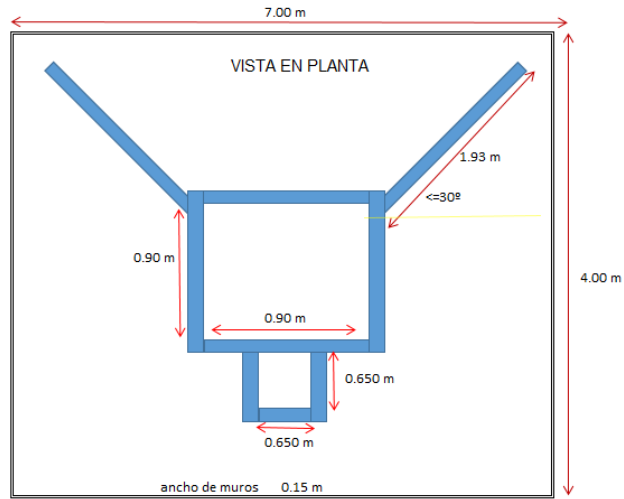 7.00 m
VISTA EN PLANTA
1.93 m
<=30º
0.90 m
4.00 m
0.90 m
0.650 m
0.650 m
ancho de muros 0.15 m